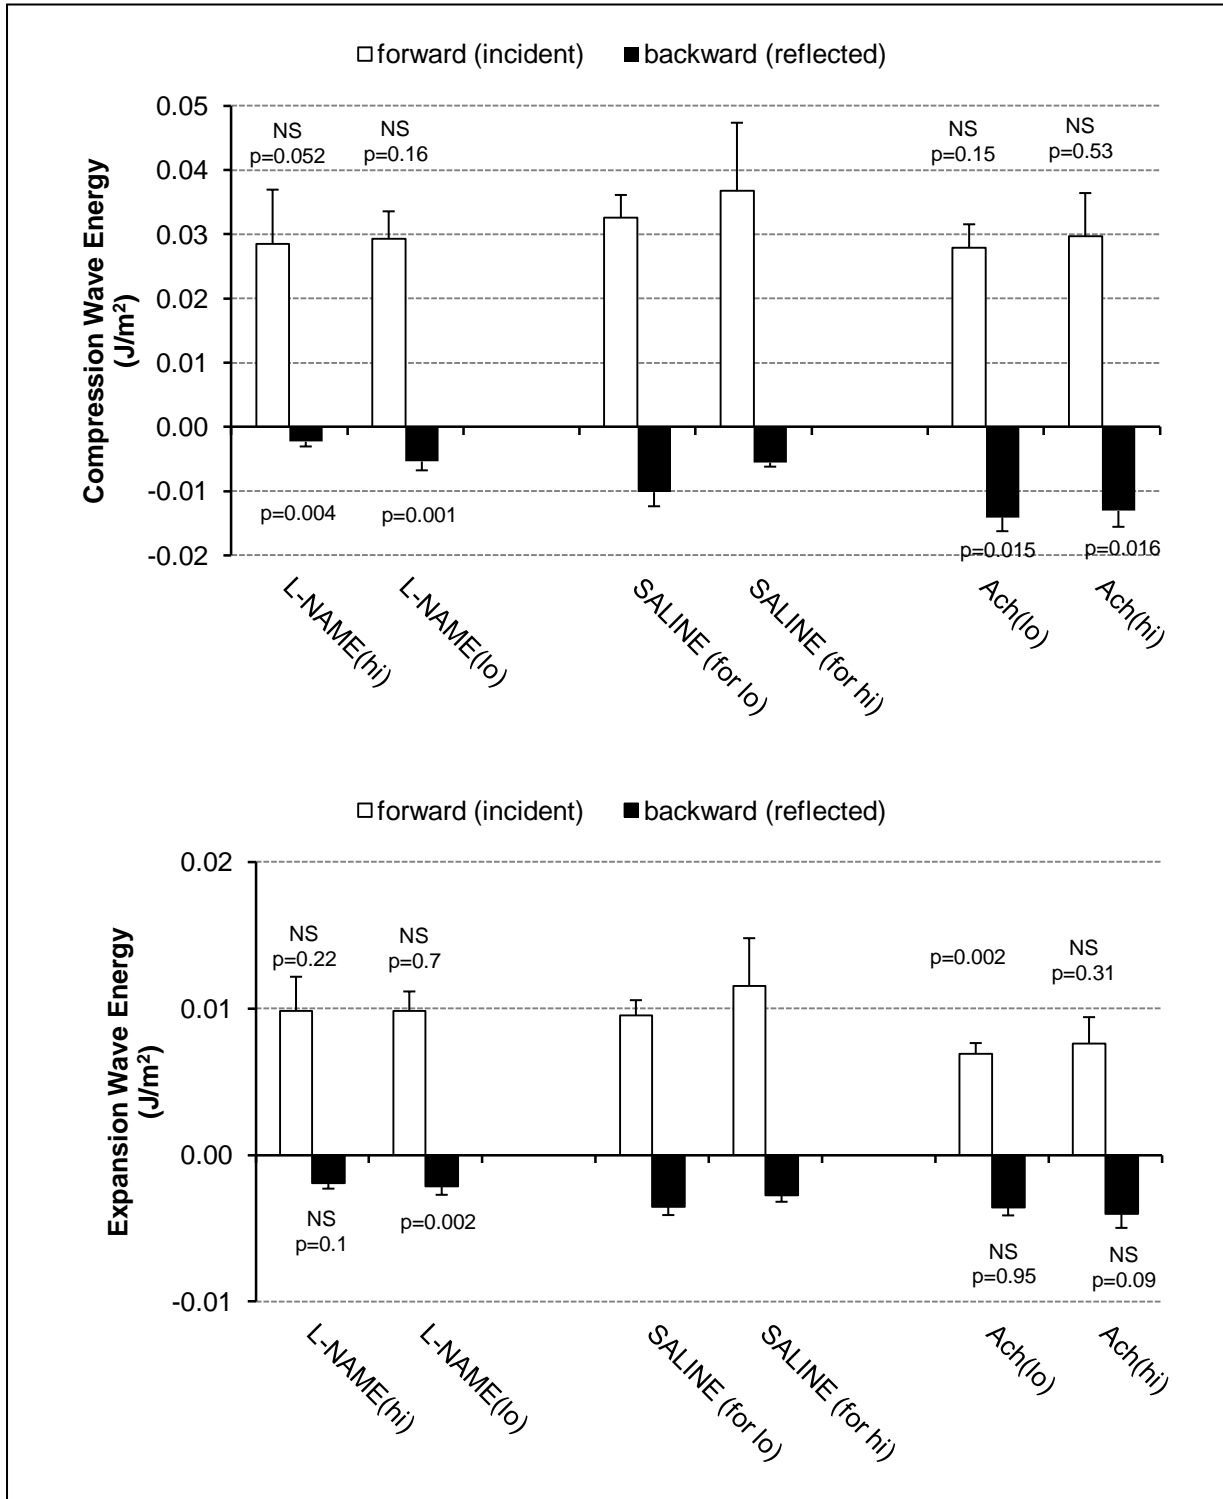 forward (incident) backward (reflected)
Compression Wave Energy
(J/m²)
0.05
0.04
0.03
0.02
0.01
0.00
-0.01
-0.02
NS
p=0.052
NS
p=0.16
NS
p=0.15
NS
p=0.53
p=0.004
p=0.001
p=0.015
p=0.016
L-NAME(hi)
L-NAME(lo)
SALINE (for lo)
SALINE (for hi)
Ach(lo)
Ach(hi)
forward (incident) backward (reflected)
Expansion Wave Energy
(J/m²)
0.02
0.01
0.00
-0.01
NS
p=0.22
NS
p=0.7
p=0.002
NS
p=0.31
NS
p=0.1
p=0.002
NS
p=0.95
NS
p=0.09
L-NAME(hi)
L-NAME(lo)
SALINE (for lo)
SALINE (for hi)
Ach(lo)
Ach(hi)